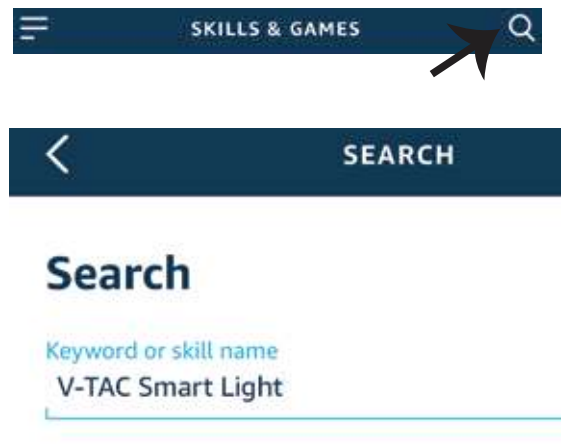 SKILLS & GAMES
SEARCH
Search
Keyword or skill name
V-TAC Smart Light